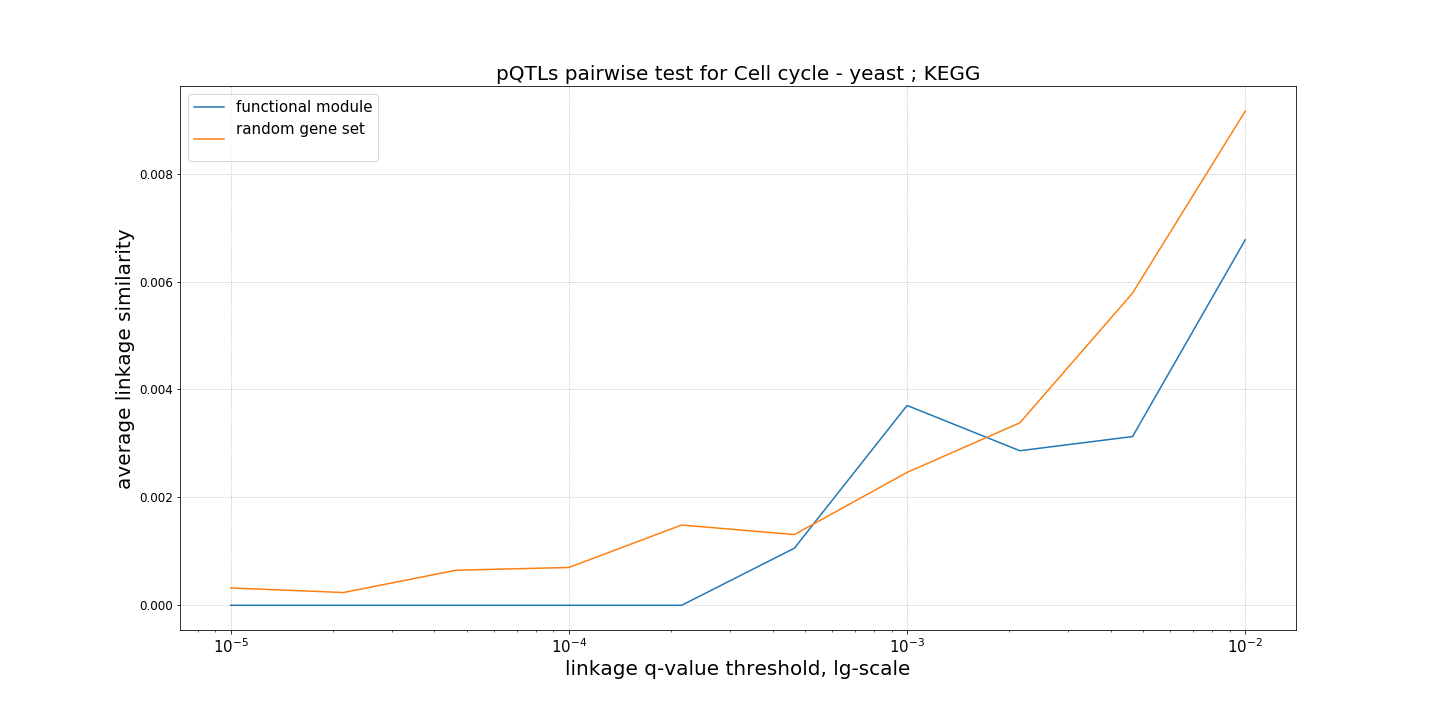 pQTLs pairwise test for Cell cycle - yeast ; KEGG
functional module
random gene set
0.008
0.006
0.004
0.002
0.000
average linkage similarity
10⁻⁵ 10⁻⁴ 10⁻³ 10⁻²
linkage q-value threshold, lg-scale